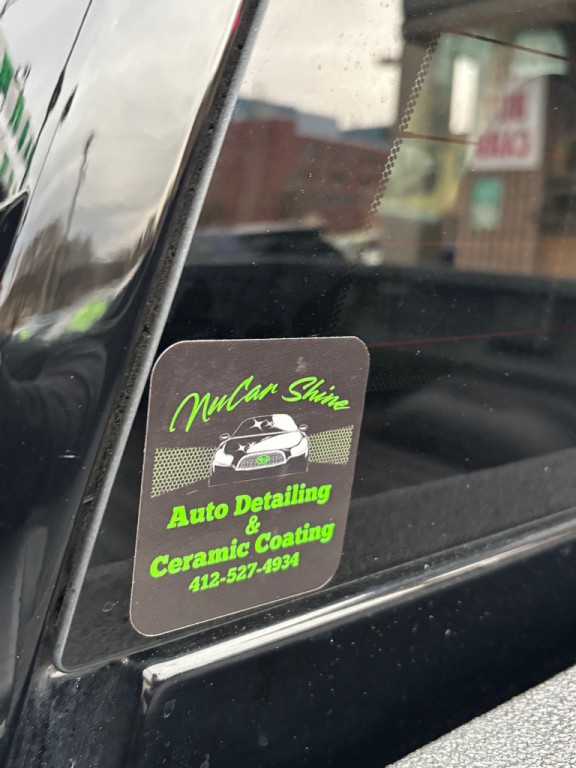 NuCar Shine
Auto Detailing
&
Ceramic Coating
412-527-4934